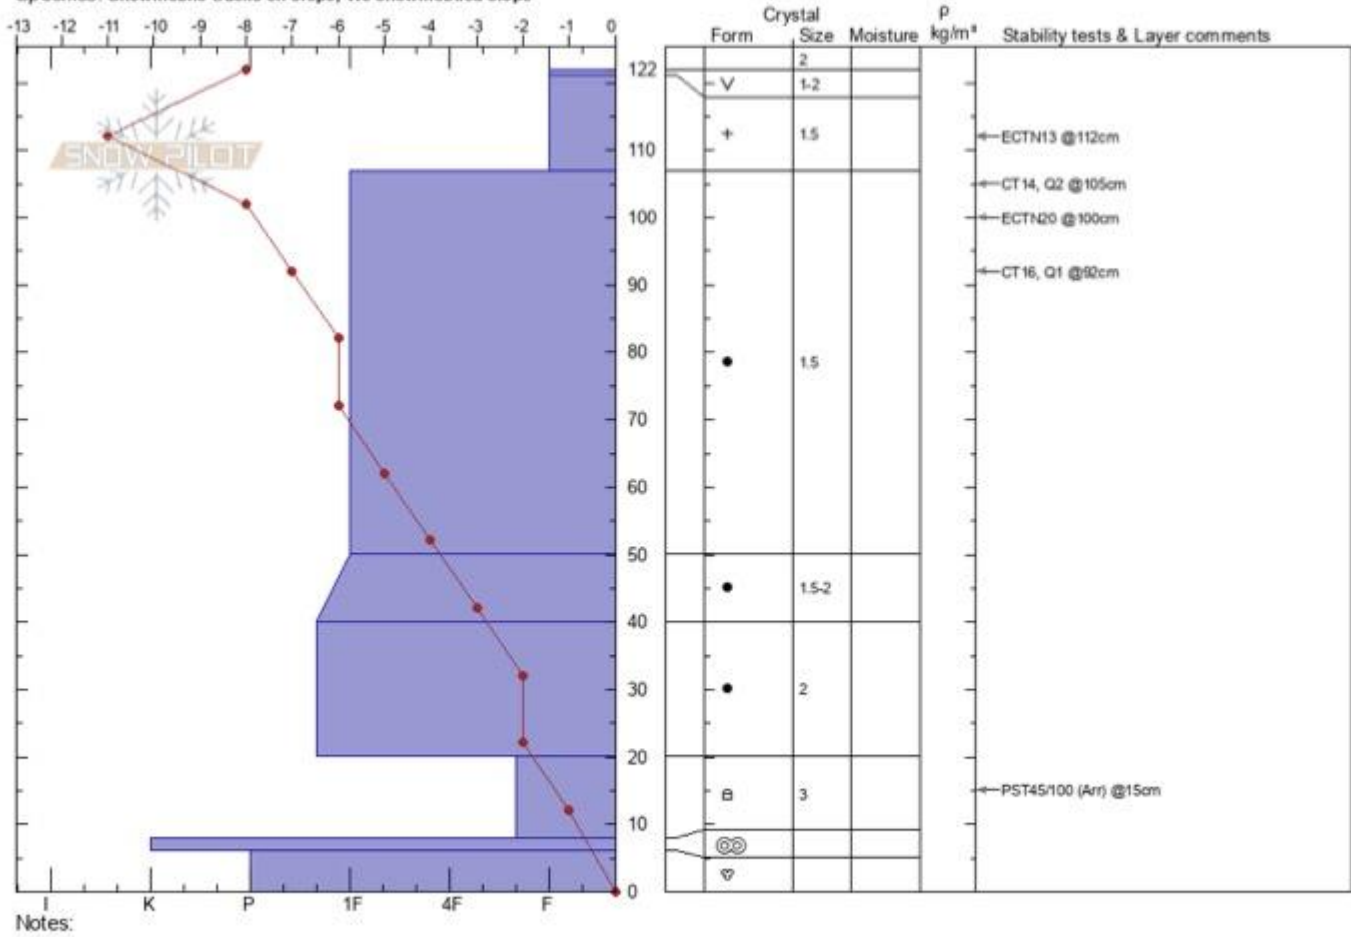 -13 -12 -11 -10 -9 -8 -7 -6 -5 -4 -3 -2 -1 0
Crystal
Form Size Moisture
ρ
kg/m³
Stability tests & Layer comments
2
122
1-2
1.5
ECTN13 @112cm
SNOW PILOT
110
CT14, Q2 @105cm
100
ECTN20 @100cm
CT16, Q1 @92cm
90
80
1.5
70
60
50
1.5-2
40
30
2
20
3
PST45/100 (Arr) @15cm
10
0
I K P 1F 4F F
Notes: